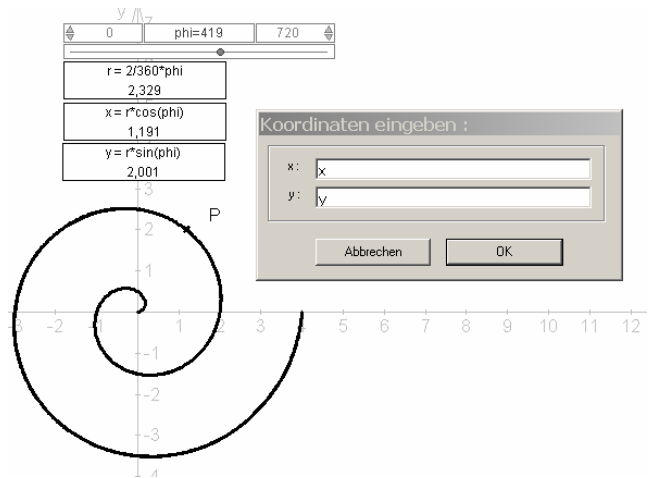 y
0 phi=419 720
r = 2/360*phi
2,329
x = r*cos(phi)
1,191
y = r*sin(phi)
2,001
Koordinaten eingeben :
x: x
y: y
Abbrechen OK
3
P
2
1
-3 -2 -1 1 2 3 4 5 6 7 8 9 10 11 12
-1
-2
-3
-4